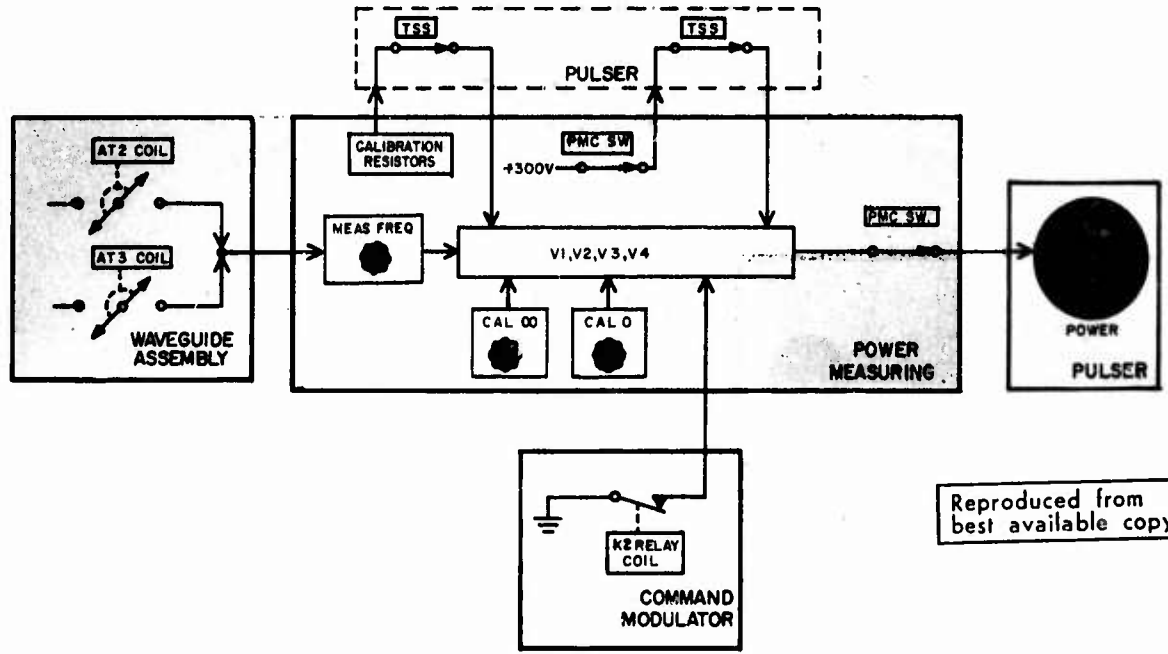 TSS
TSS
PULSER
AT2 COIL
CALIBRATION
RESISTORS
PMC SW
+300V
MEAS FREQ
PMC SW.
V1,V2,V3,V4
AT3 COIL
WAVEGUIDE
ASSEMBLY
CAL ∞
CAL O
POWER
MEASURING
POWER
PULSER
K2 RELAY
COIL
COMMAND
MODULATOR
Reproduced from
best available copy